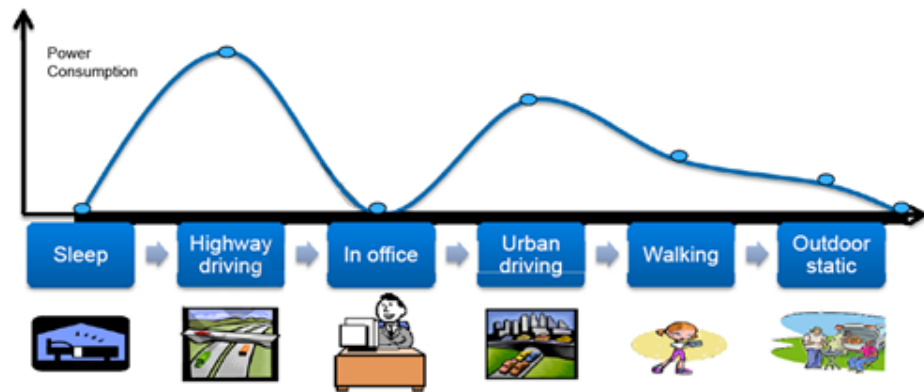 Power
Consumption
Sleep
Highway
driving
In office
Urban
driving
Walking
Outdoor
static